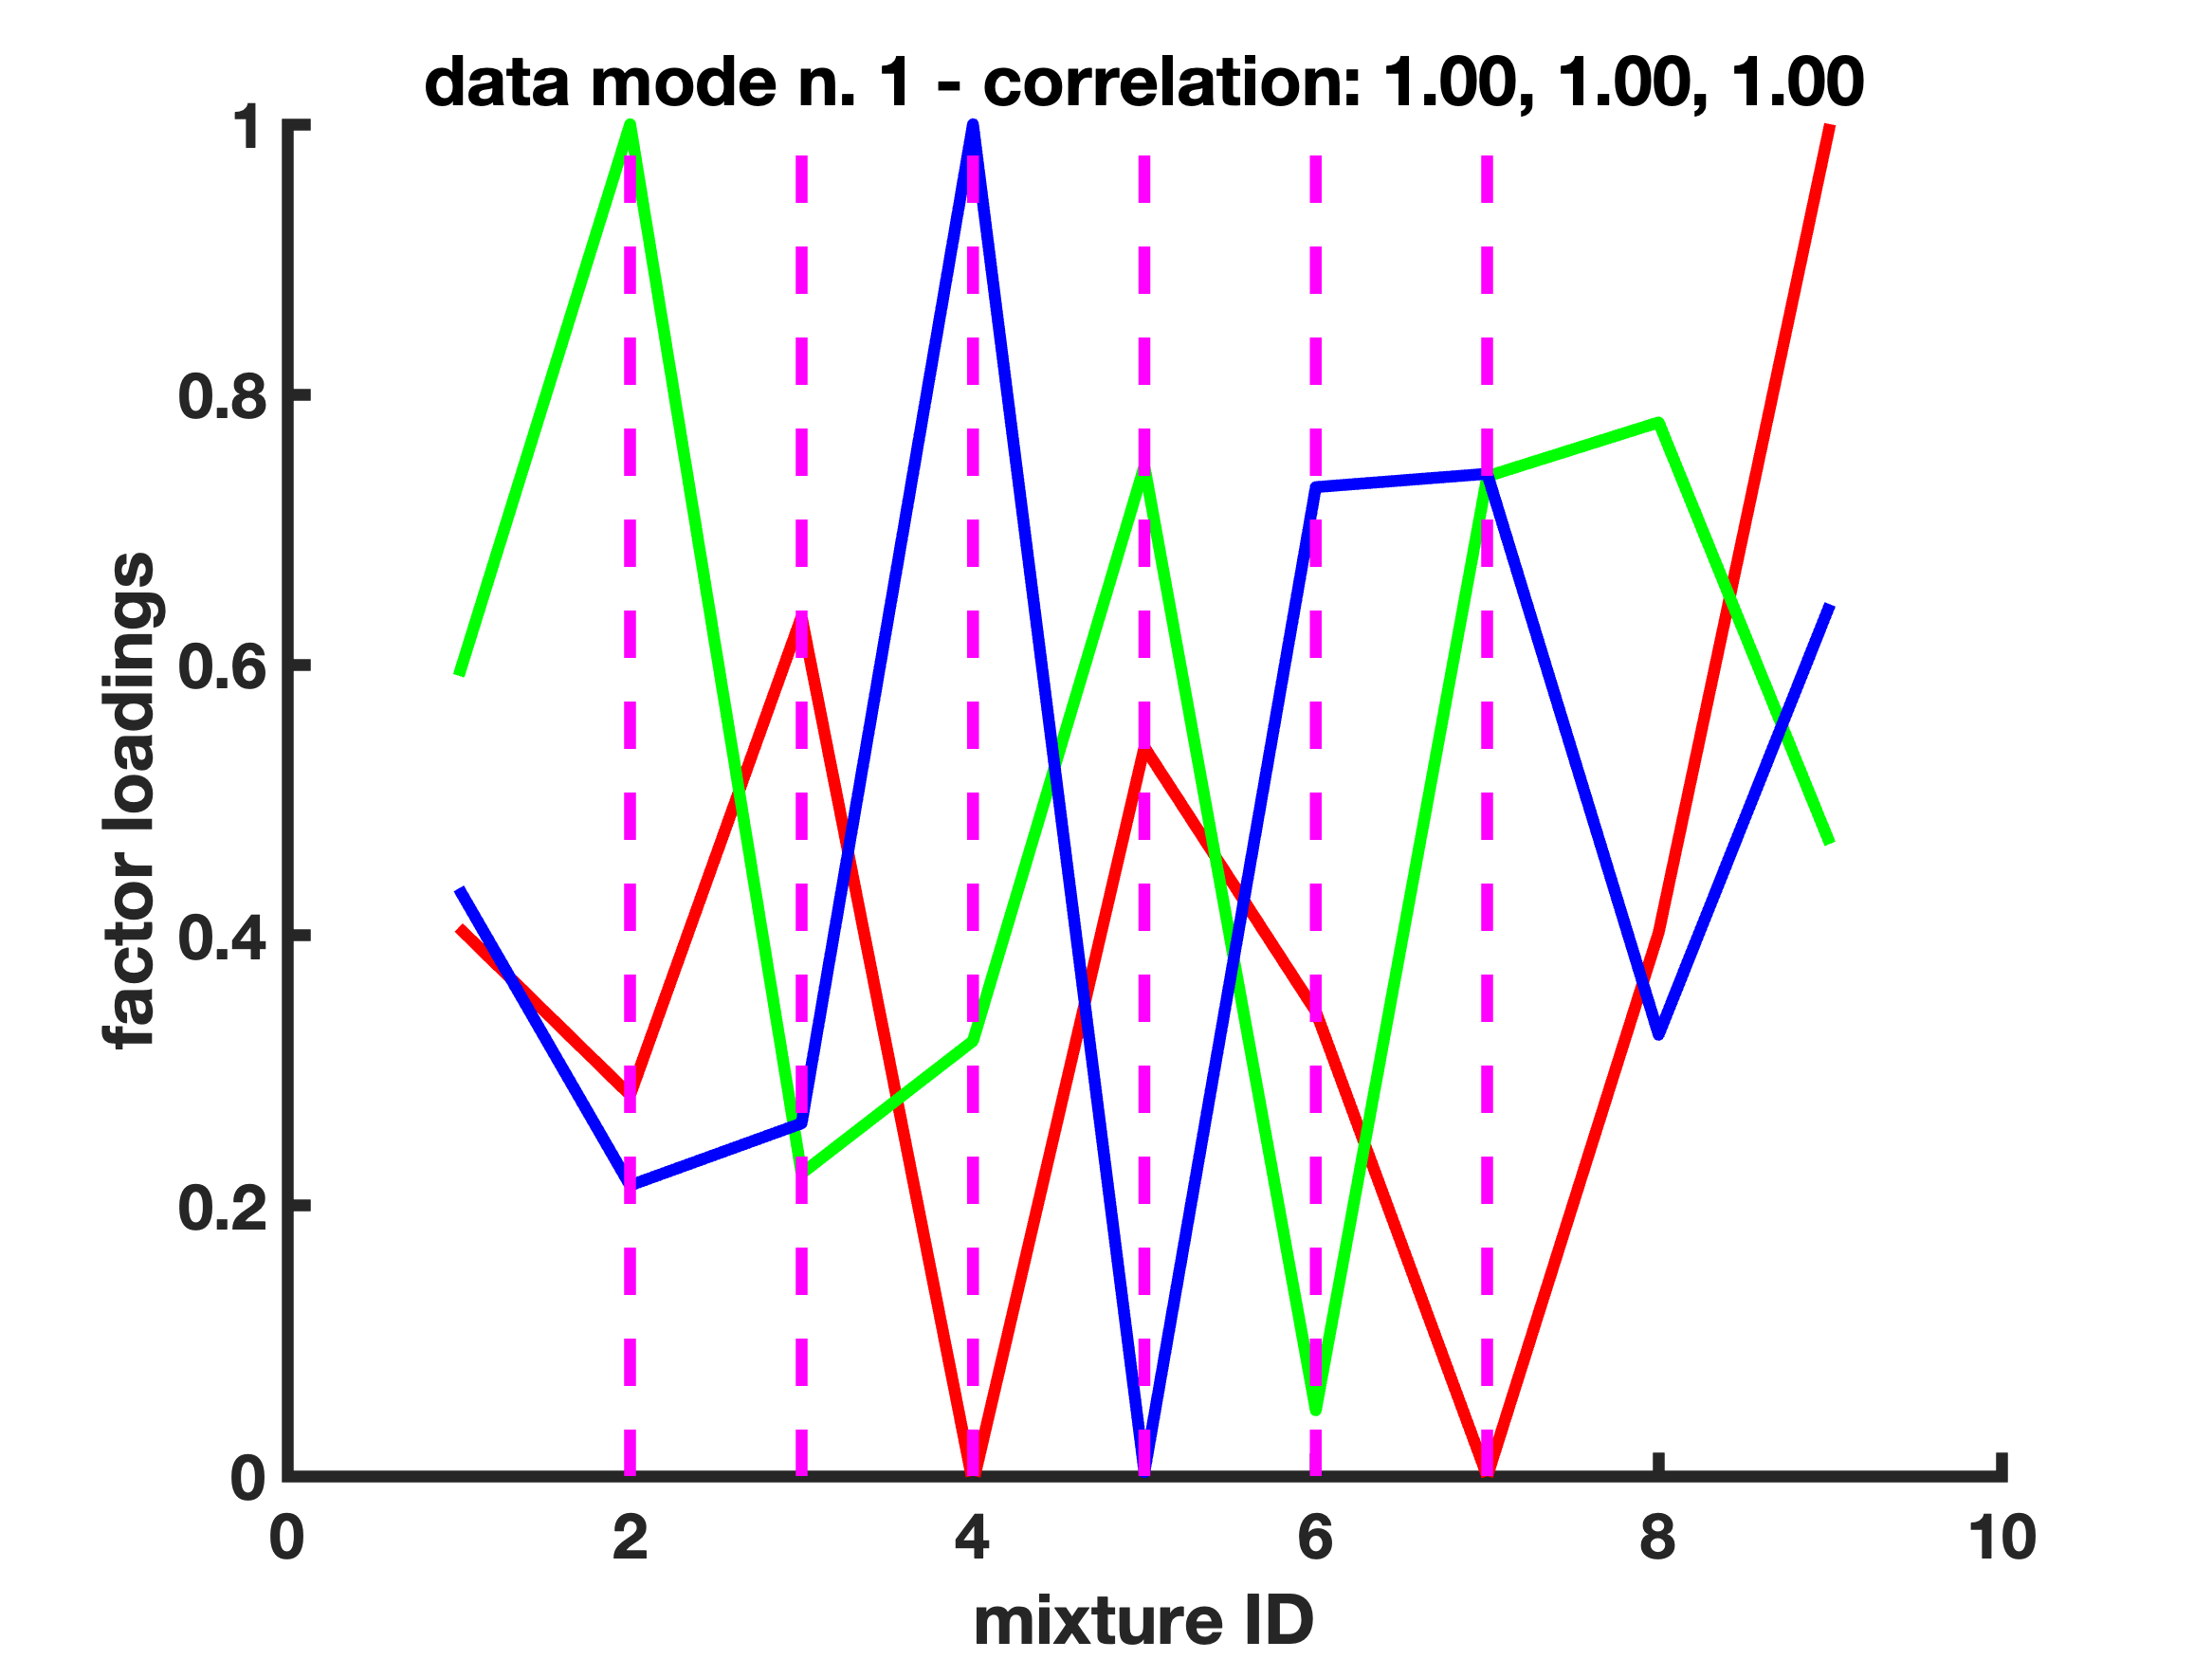 data mode n. 1 - correlation: 1.00, 1.00, 1.00
1
0.8
0.6
0.4
0.2
0
factor loadings
0 2 4 6 8 10
mixture ID